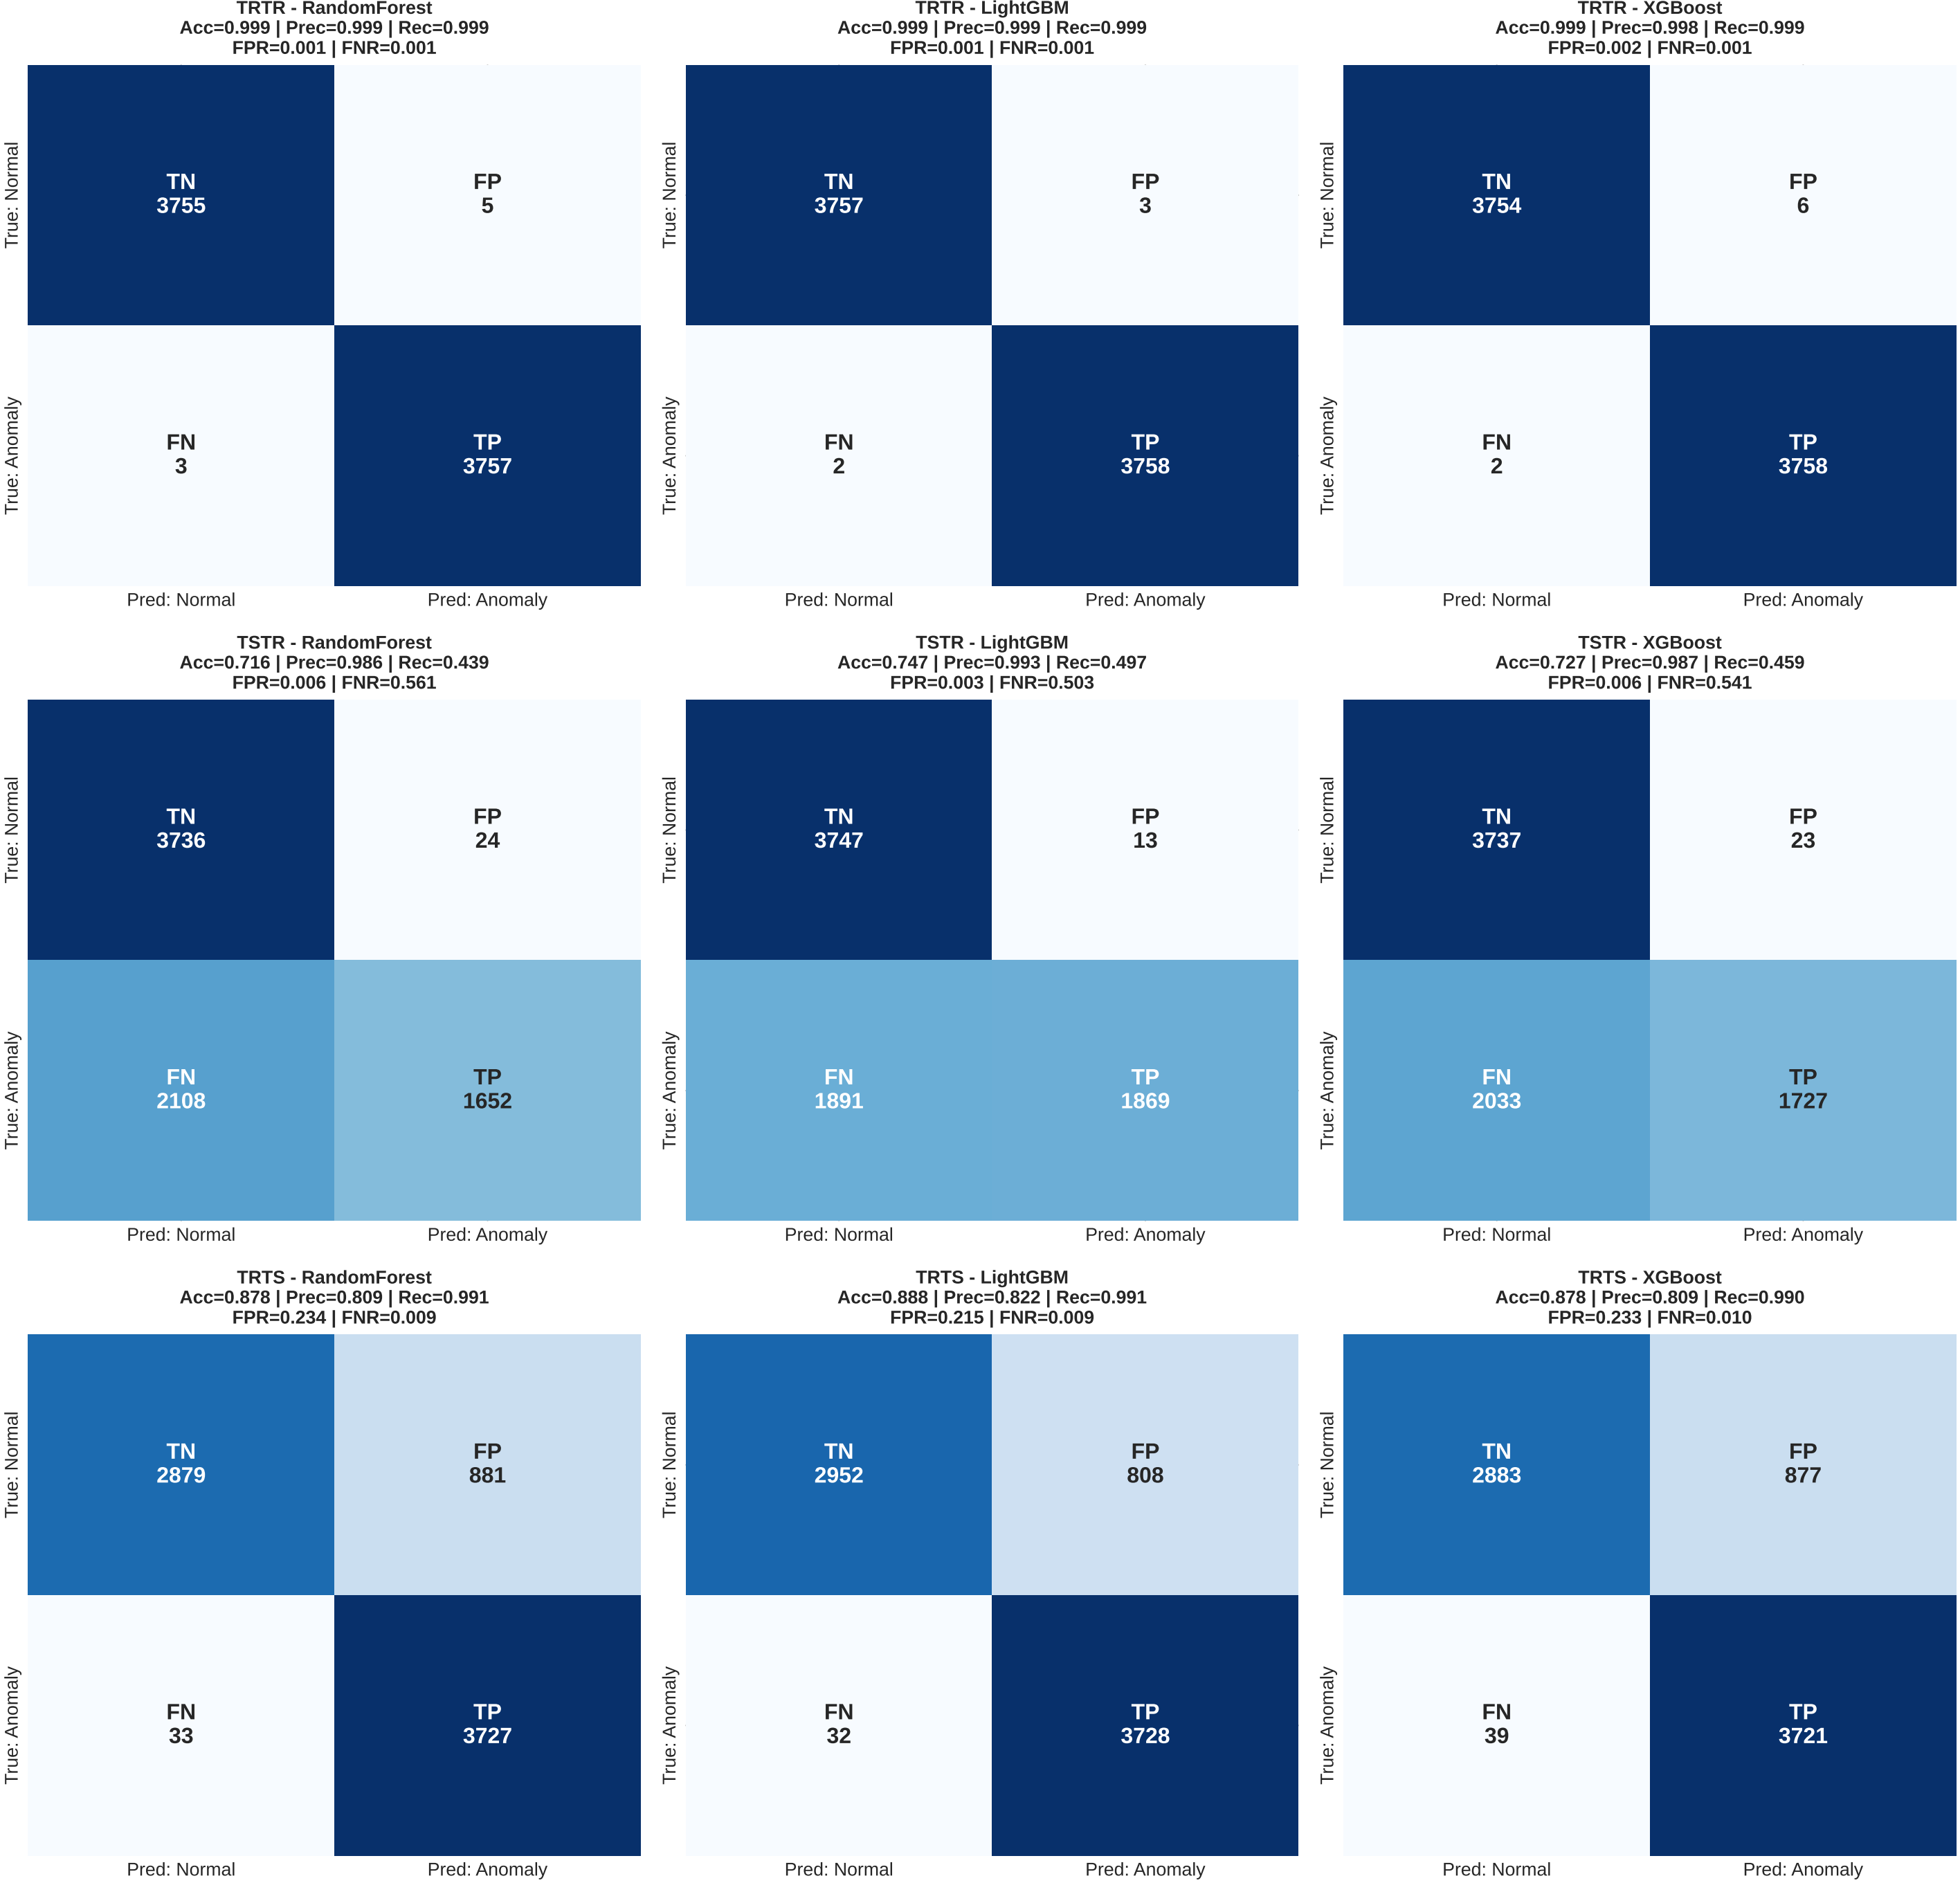 TRTR - RandomForest
Acc=0.999 | Prec=0.999 | Rec=0.999
FPR=0.001 | FNR=0.001
True: Normal
TN
3755
FP
5
True: Anomaly
FN
3
TP
3757
Pred: Normal
Pred: Anomaly
TRTR - LightGBM
Acc=0.999 | Prec=0.999 | Rec=0.999
FPR=0.001 | FNR=0.001
True: Normal
TN
3757
FP
3
True: Anomaly
FN
2
TP
3758
Pred: Normal
Pred: Anomaly
TRTR - XGBoost
Acc=0.999 | Prec=0.998 | Rec=0.999
FPR=0.002 | FNR=0.001
True: Normal
TN
3754
FP
6
True: Anomaly
FN
2
TP
3758
Pred: Normal
Pred: Anomaly
TSTR - RandomForest
Acc=0.716 | Prec=0.986 | Rec=0.439
FPR=0.006 | FNR=0.561
True: Normal
TN
3736
FP
24
True: Anomaly
FN
2108
TP
1652
Pred: Normal
Pred: Anomaly
TSTR - LightGBM
Acc=0.747 | Prec=0.993 | Rec=0.497
FPR=0.003 | FNR=0.503
True: Normal
TN
3747
FP
13
True: Anomaly
FN
1891
TP
1869
Pred: Normal
Pred: Anomaly
TSTR - XGBoost
Acc=0.727 | Prec=0.987 | Rec=0.459
FPR=0.006 | FNR=0.541
True: Normal
TN
3737
FP
23
True: Anomaly
FN
2033
TP
1727
Pred: Normal
Pred: Anomaly
TRTS - RandomForest
Acc=0.878 | Prec=0.809 | Rec=0.991
FPR=0.234 | FNR=0.009
True: Normal
TN
2879
FP
881
True: Anomaly
FN
33
TP
3727
Pred: Normal
Pred: Anomaly
TRTS - LightGBM
Acc=0.888 | Prec=0.822 | Rec=0.991
FPR=0.215 | FNR=0.009
True: Normal
TN
2952
FP
808
True: Anomaly
FN
32
TP
3728
Pred: Normal
Pred: Anomaly
TRTS - XGBoost
Acc=0.878 | Prec=0.809 | Rec=0.990
FPR=0.233 | FNR=0.010
True: Normal
TN
2883
FP
877
True: Anomaly
FN
39
TP
3721
Pred: Normal
Pred: Anomaly